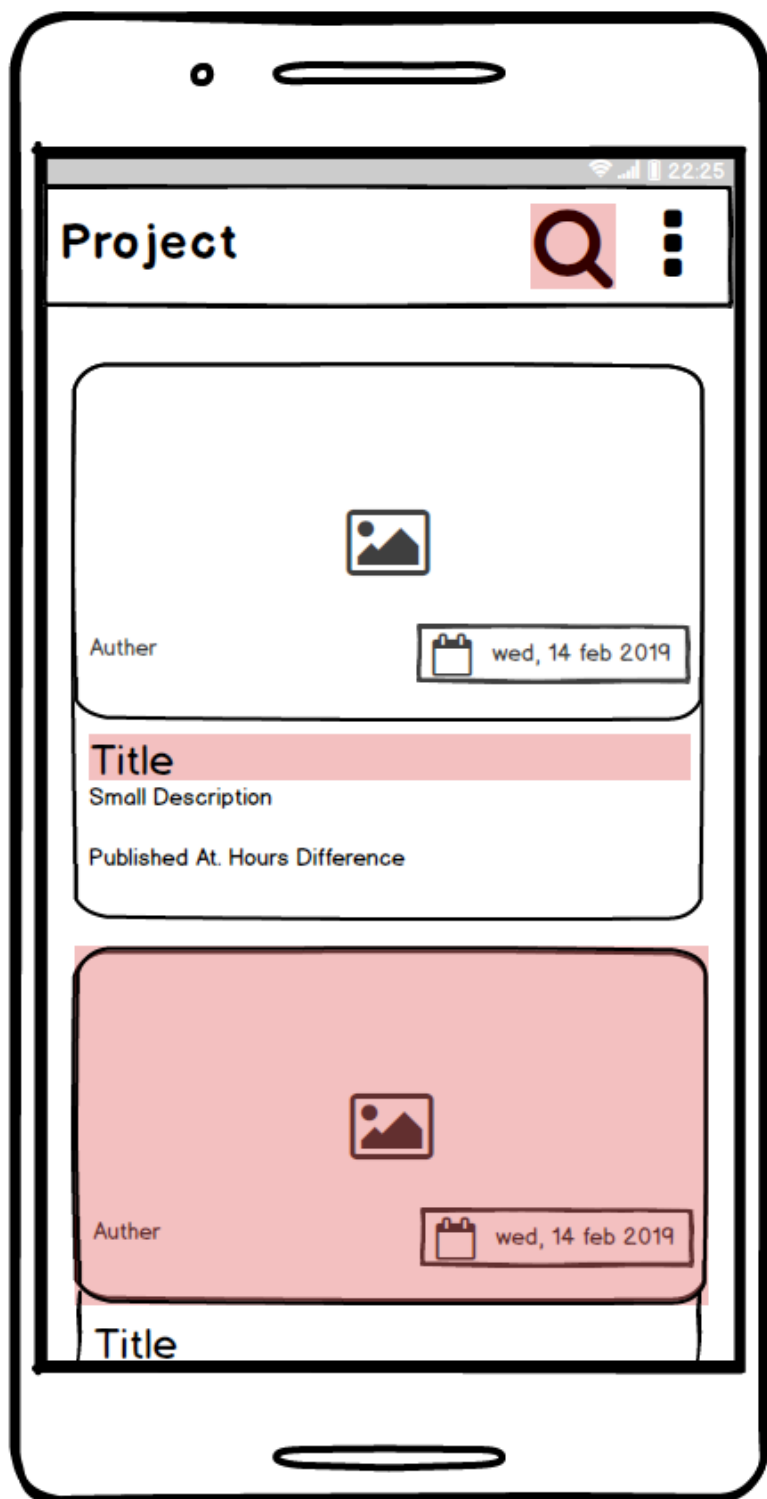 22:25
Project
Auther
wed, 14 feb 2019
Title
Small Description
Published At. Hours Difference
Auther
wed, 14 feb 2019
Title